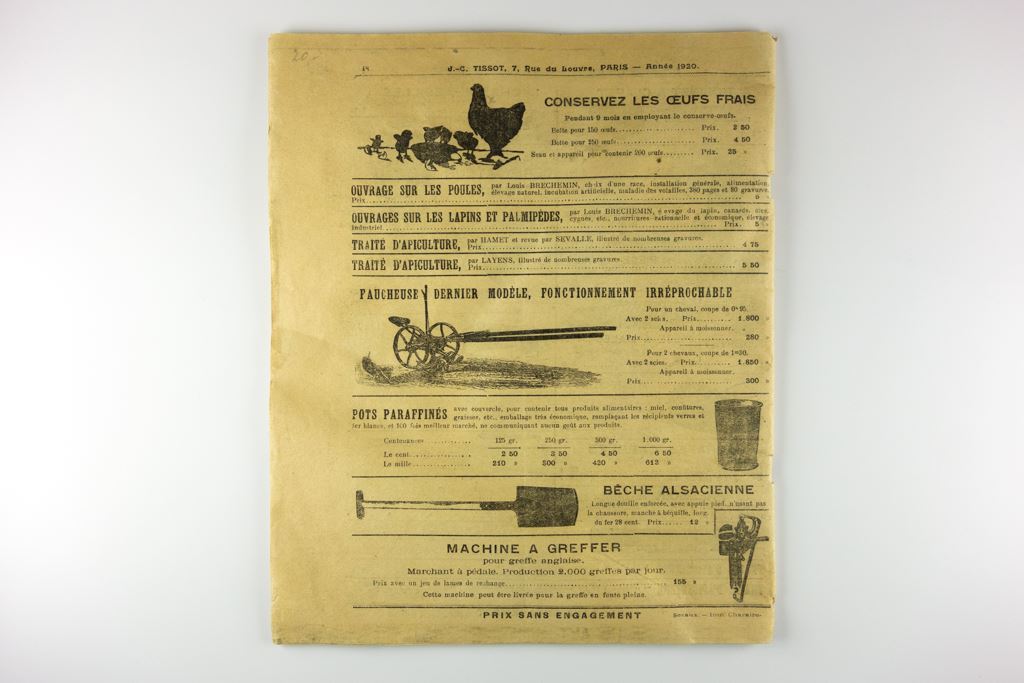 20.-
J.-C. TISSOT, 7, Rue du Louvre, PARIS — Année 1920.
CONSERVEZ LES ŒUFS FRAIS
Pendant 9 mois en employant le conserve-œufs.
Boîte pour 150 œufs.................... Prix. 2 50
Boîte pour 250 œufs.................... Prix. 4 50
Seau et appareil pour contenir 200 œufs......... Prix. 25 »
OUVRAGE SUR LES POULES, par Louis BRECHEMIN, choix d'une race, installation générale, alimentation,
élevage naturel, incubation artificielle, maladie des volailles, 380 pages et 80 gravures.
Prix
OUVRAGES SUR LES LAPINS ET PALMIPÈDES, par Louis BRECHEMIN, élevage du lapin, canards, oies,
cygnes, etc., nourritures rationnelle et économique, élevage
industriel Prix. 5 »
TRAITÉ D'APICULTURE, par HAMET et revue par SEVALLE, illustré de nombreuses gravures.
Prix 4 75
TRAITÉ D'APICULTURE, par LAYENS, illustré de nombreuses gravures.
Prix 5 50
FAUCHEUSE DERNIER MODÈLE, FONCTIONNEMENT IRRÉPROCHABLE
Pour un cheval, coupe de 0m95.
Avec 2 scies. Prix......... 1.800 »
Appareil à moissonner.
Prix 280 »
Pour 2 chevaux, coupe de 1m30.
Avec 2 scies. Prix......... 1.850 »
Appareil à moissonner.
Prix 300 »
POTS PARAFFINÉS avec couvercle, pour contenir tous produits alimentaires : miel, confitures,
graisses, etc., emballage très économique, remplaçant les récipients verres et
fer blancs, et 100 fois meilleur marché, ne communiquant aucun goût aux produits.
Contenances ........... 125 gr. 250 gr. 500 gr. 1.000 gr.
Le cent............... 2 50 3 50 4 50 6 50
Le mille.............. 210 » 300 » 420 » 612 »
BÊCHE ALSACIENNE
Longue douille enforcée, avec appuie pied, n'usant pas
la chaussure, manche à béquille, long.
du fer 28 cent. Prix...... 12 »
MACHINE A GREFFER
pour greffe anglaise.
Marchant à pédale. Production 2.000 greffes par jour.
Prix avec un jeu de lames de rechange 155 »
Cette machine peut être livrée pour la greffe en fente pleine.
PRIX SANS ENGAGEMENT
Sceaux. — Imp. Charaire.